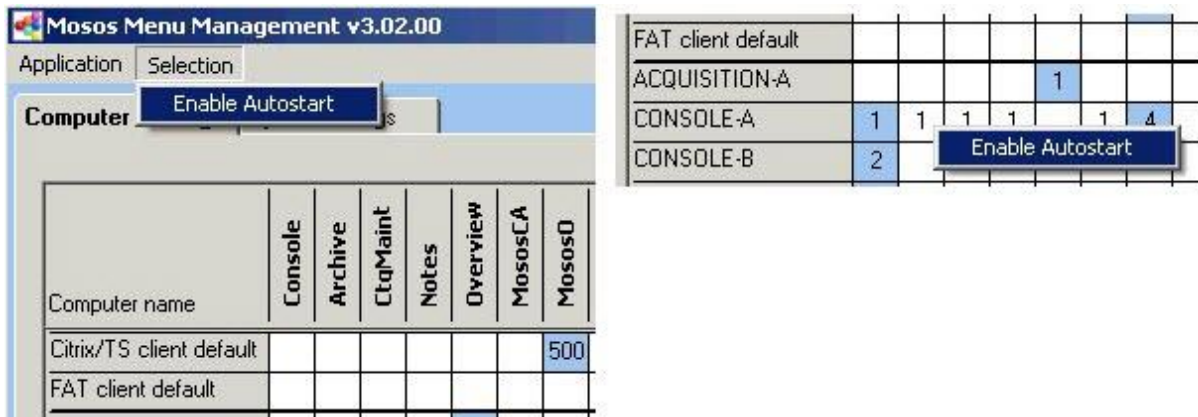 Mosos Menu Management v3.02.00
Application Selection
Enable Autostart
Computer
Computer name Console Archive CtqMaint Notes Overview MososCA MososO
Citrix/TS client default 500
FAT client default
FAT client default
ACQUISITION-A 1
CONSOLE-A 1 1 1 1 1 4
Enable Autostart
CONSOLE-B 2